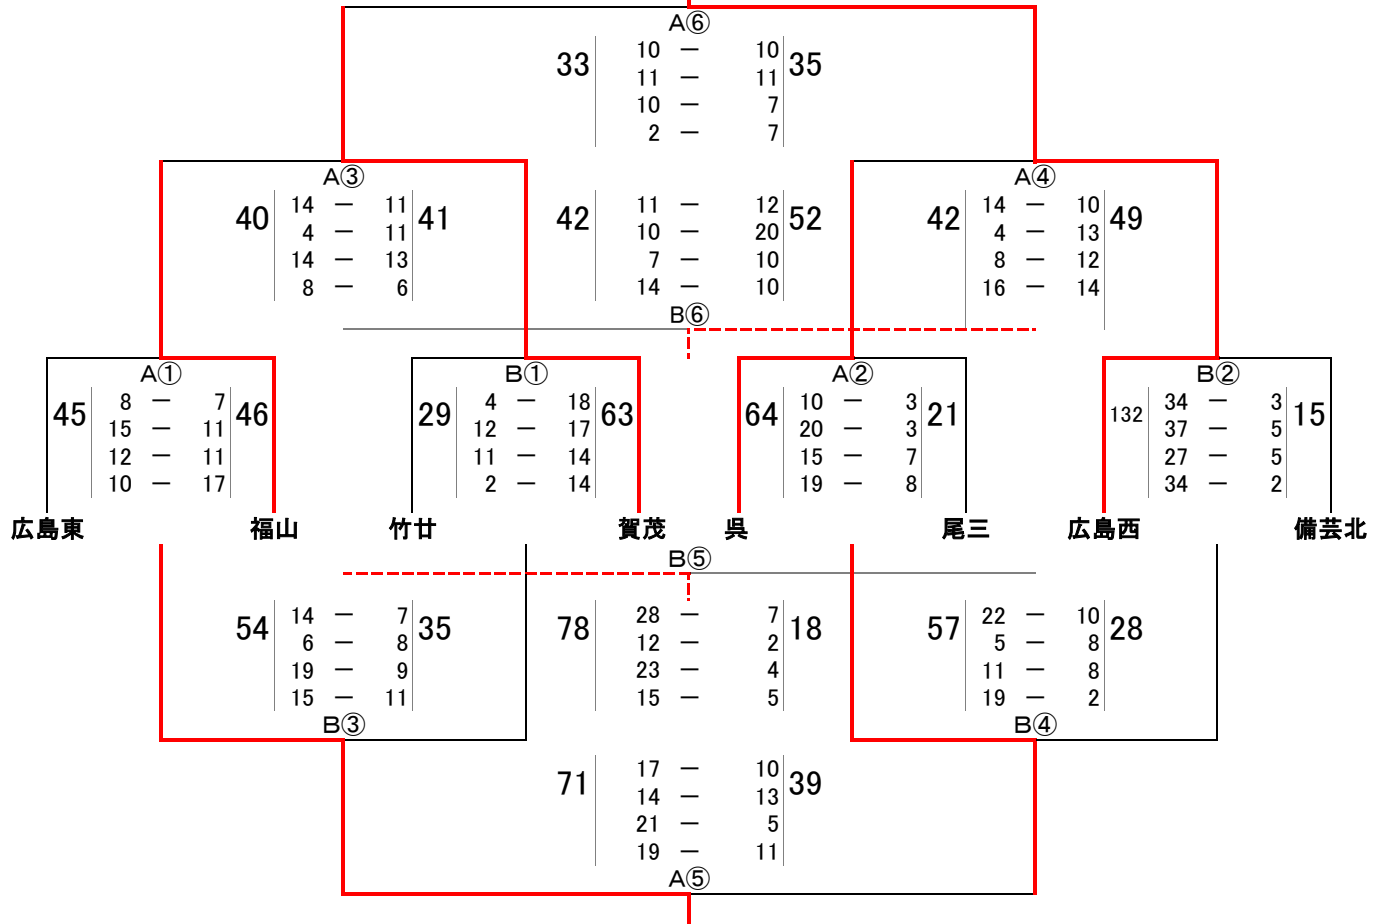 A⑥
33 10 － 10 35
11 － 11
10 － 7
2 － 7
A③ A④
40 14 － 11 41 42 11 － 12 52 42 14 － 10 49
4 － 11 10 － 20 4 － 13
14 － 13 7 － 10 8 － 12
8 － 6 14 － 10 16 － 14
B⑥
A① B① A② B②
45 8 － 7 46 29 4 － 18 63 64 10 － 3 21 132 34 － 3 15
15 － 11 12 － 17 20 － 3 37 － 5
12 － 11 11 － 14 15 － 7 27 － 5
10 － 17 2 － 14 19 － 8 34 － 2
広島東 福山 竹廿 賀茂 呉 尾三 広島西 備芸北
B⑤
54 14 － 7 35 78 28 － 7 18 57 22 － 10 28
6 － 8 12 － 2 5 － 8
19 － 9 23 － 4 11 － 8
15 － 11 15 － 5 19 － 2
B③ B④
71 17 － 10 39
14 － 13
21 － 5
19 － 11
A⑤